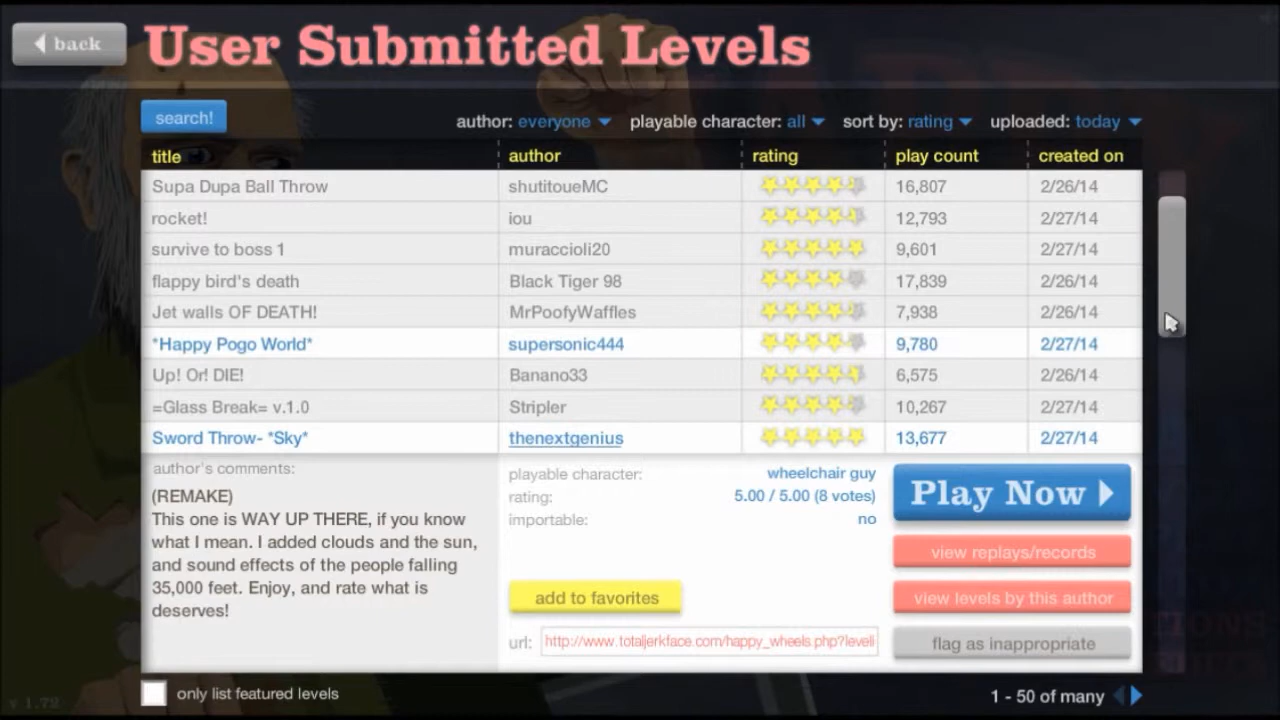 back
User Submitted Levels
search!
author: everyone playable character: all sort by: rating uploaded: today
title author rating play count created on
Supa Dupa Ball Throw shutitoueMC 16,807 2/26/14
rocket! iou 12,793 2/27/14
survive to boss 1 muraccioli20 9,601 2/27/14
flappy bird's death Black Tiger 98 17,839 2/26/14
Jet walls OF DEATH! MrPoofyWaffles 7,938 2/26/14
*Happy Pogo World* supersonic444 9,780 2/27/14
Up! Or! DIE! Banano33 6,575 2/26/14
=Glass Break= v.1.0 Stripler 10,267 2/27/14
Sword Throw- *Sky* thenextgenius 13,677 2/27/14
author's comments:
(REMAKE)
This one is WAY UP THERE, if you know
what I mean. I added clouds and the sun,
and sound effects of the people falling
35,000 feet. Enjoy, and rate what is
deserves!
playable character: wheelchair guy
rating: 5.00 / 5.00 (8 votes)
importable: no
add to favorites
url: http://www.totaljerkface.com/happy_wheels.php?leveli
Play Now
view replays/records
view levels by this author
flag as inappropriate
only list featured levels
1 - 50 of many
v 1.72